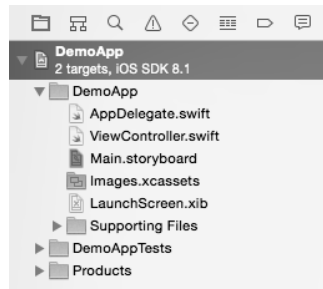 DemoApp
2 targets, iOS SDK 8.1
DemoApp
AppDelegate.swift
ViewController.swift
Main.storyboard
Images.xcassets
LaunchScreen.xib
Supporting Files
DemoAppTests
Products